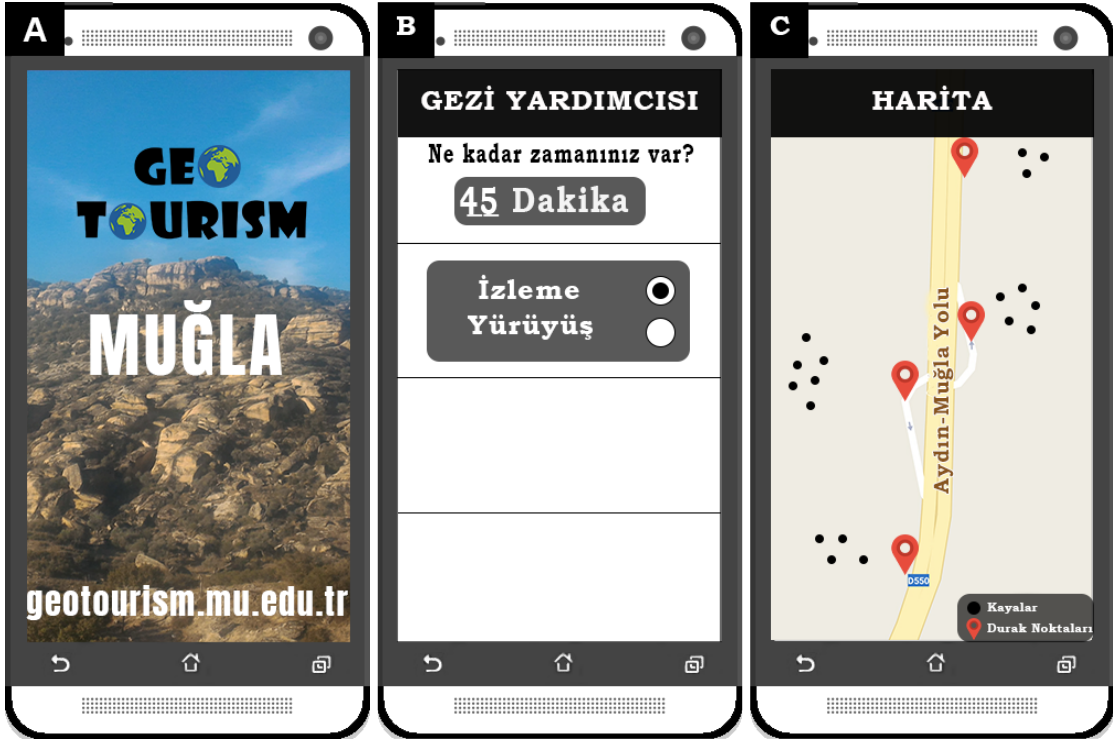 A
GEO
TOURISM
MUĞLA
geotourism.mu.edu.tr
B
GEZİ YARDIMCISI
Ne kadar zamanınız var?
45 Dakika
İzleme
Yürüyüş
C
HARİTA
Aydın-Muğla Yolu
D550
Kayalar
Durak Noktaları